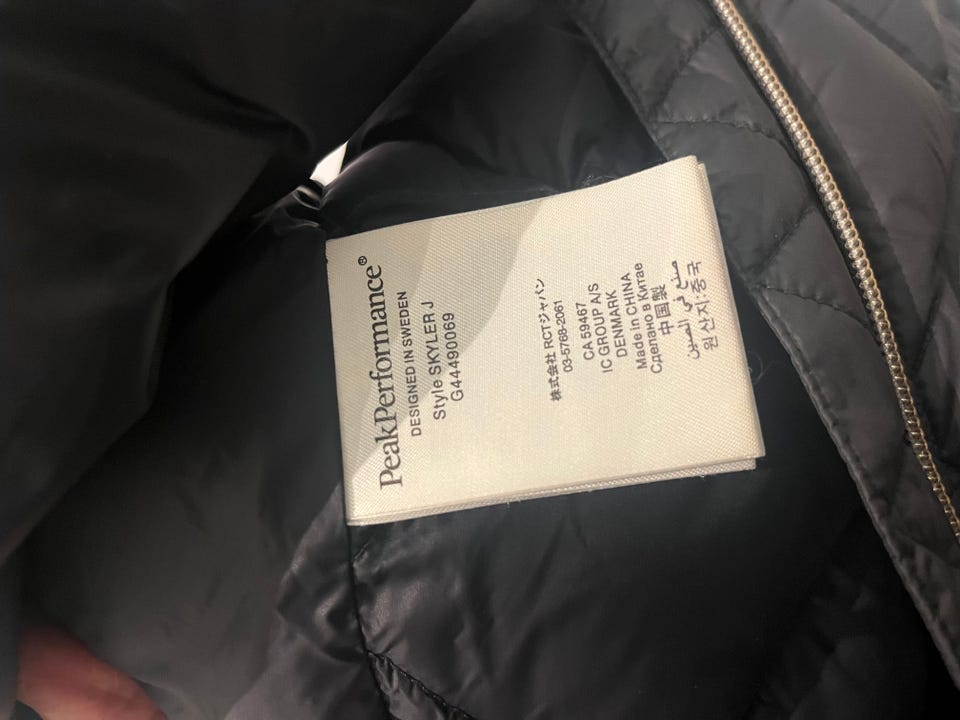 PeakPerformance®
DESIGNED IN SWEDEN
Style SKYLER J
G44490069
株式会社 RCTジャパン
03-5768-2061
CA 59467
IC GROUP A/S
DENMARK
Made in CHINA
Сделано в Китае
中国製
صنع في الصين
원산지:중국